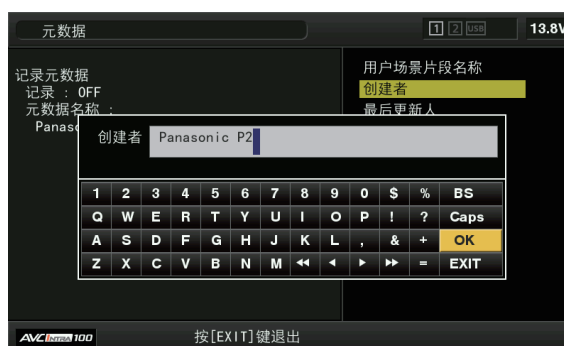 元数据
1 2 USB 13.8V
记录元数据
记录 : OFF
元数据名称 :
Panaso
用户场景片段名称
创建者
最后更新人
创建者 Panasonic P2
1 2 3 4 5 6 7 8 9 0 $ % BS
Q W E R T Y U I O P ! ? Caps
A S D F G H J K L , & + OK
Z X C V B N M ◀◀ ◀ ▶ ▶▶ = EXIT
AVC INTRA 100
按[EXIT]键退出